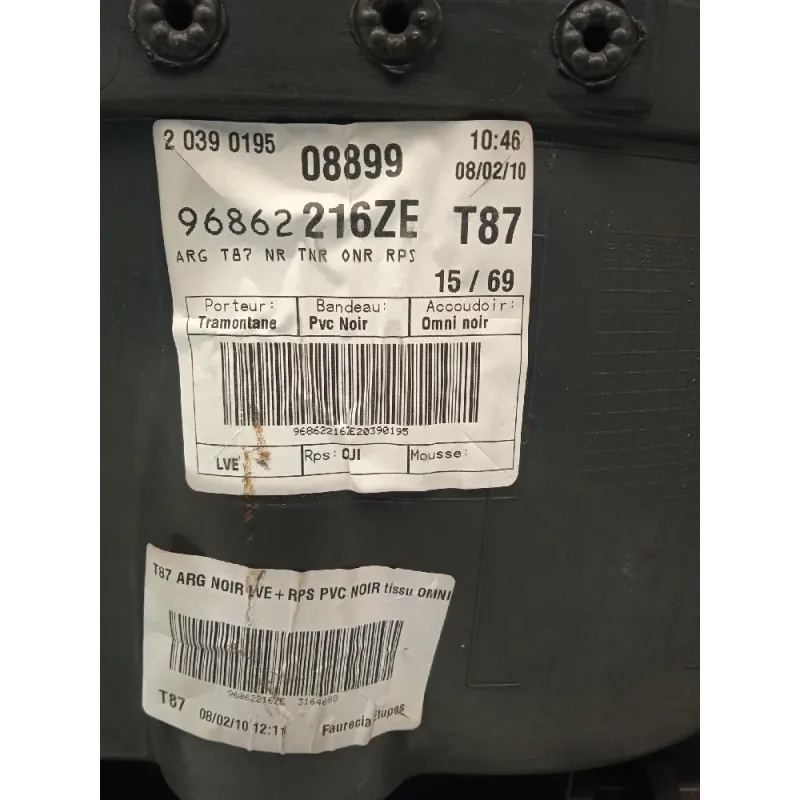 2 039 0195 08899 10:46
08/02/10
96862 216ZE T87
ARG T87 NR TNR ONR RPS
15 / 69
Porteur: Bandeau: Accoudoir:
Tramontane Pvc Noir Omni noir
96862216ZE20390195
LVE Rps: OJI Mousse:
T87 ARG NOIR LVE + RPS PVC NOIR tissu OMNI
96862216ZE 3164688
T87 08/02/10 12:11 Faurecia Etupes